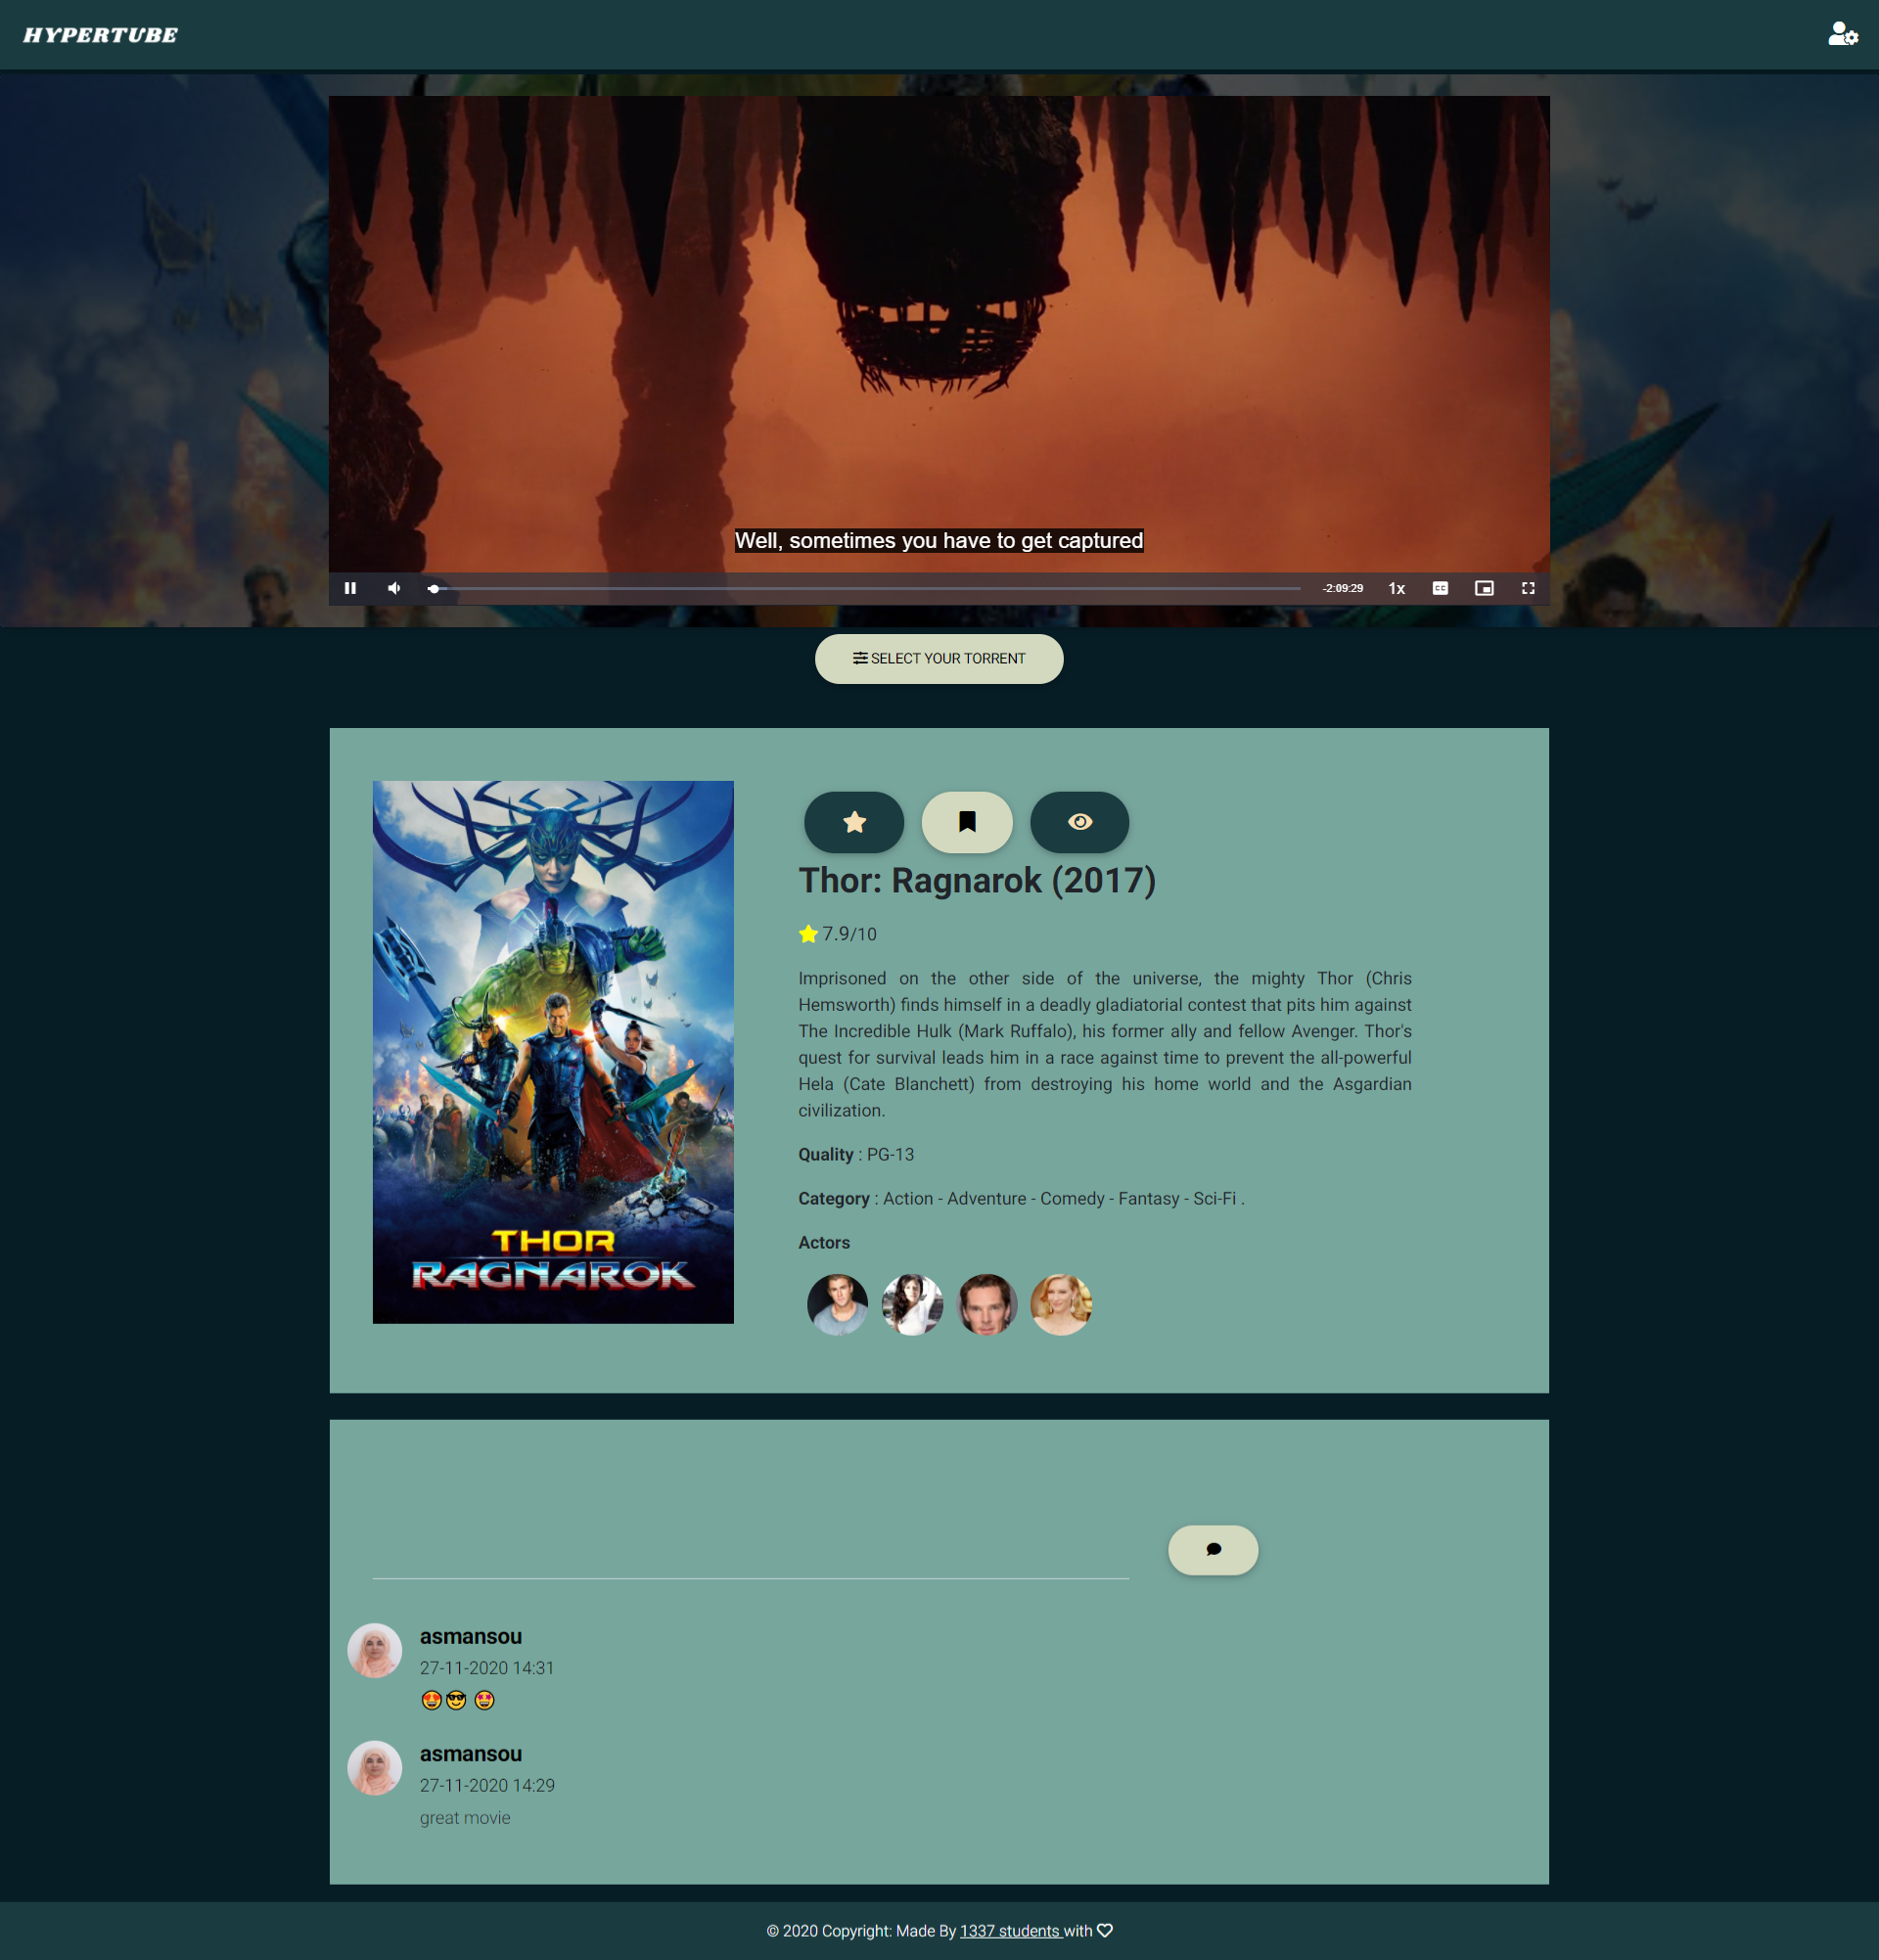 HYPERTUBE
Well, sometimes you have to get captured
-2:09:29
1x
CC
SELECT YOUR TORRENT
THOR
RAGNAROK
Thor: Ragnarok (2017)
7.9/10
Imprisoned on the other side of the universe, the mighty Thor (Chris
Hemsworth) finds himself in a deadly gladiatorial contest that pits him against
The Incredible Hulk (Mark Ruffalo), his former ally and fellow Avenger. Thor's
quest for survival leads him in a race against time to prevent the all-powerful
Hela (Cate Blanchett) from destroying his home world and the Asgardian
civilization.
Quality : PG-13
Category : Action - Adventure - Comedy - Fantasy - Sci-Fi .
Actors
asmansou
27-11-2020 14:31
😍😎 🤩
asmansou
27-11-2020 14:29
great movie
© 2020 Copyright: Made By 1337 students with ♡